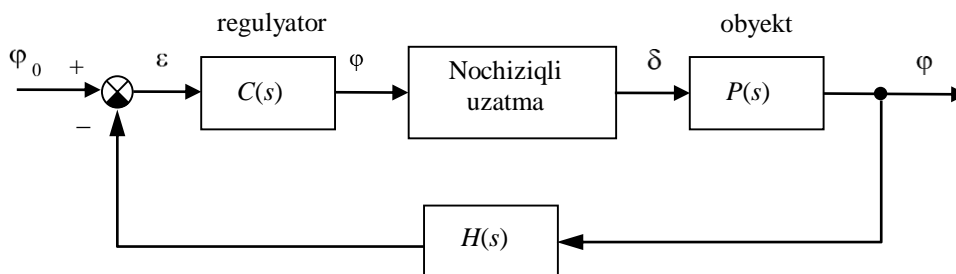 regulyator
obyekt
φ0
+
ε
C(s)
φ
Nochiziqli
uzatma
δ
P(s)
φ
−
H(s)